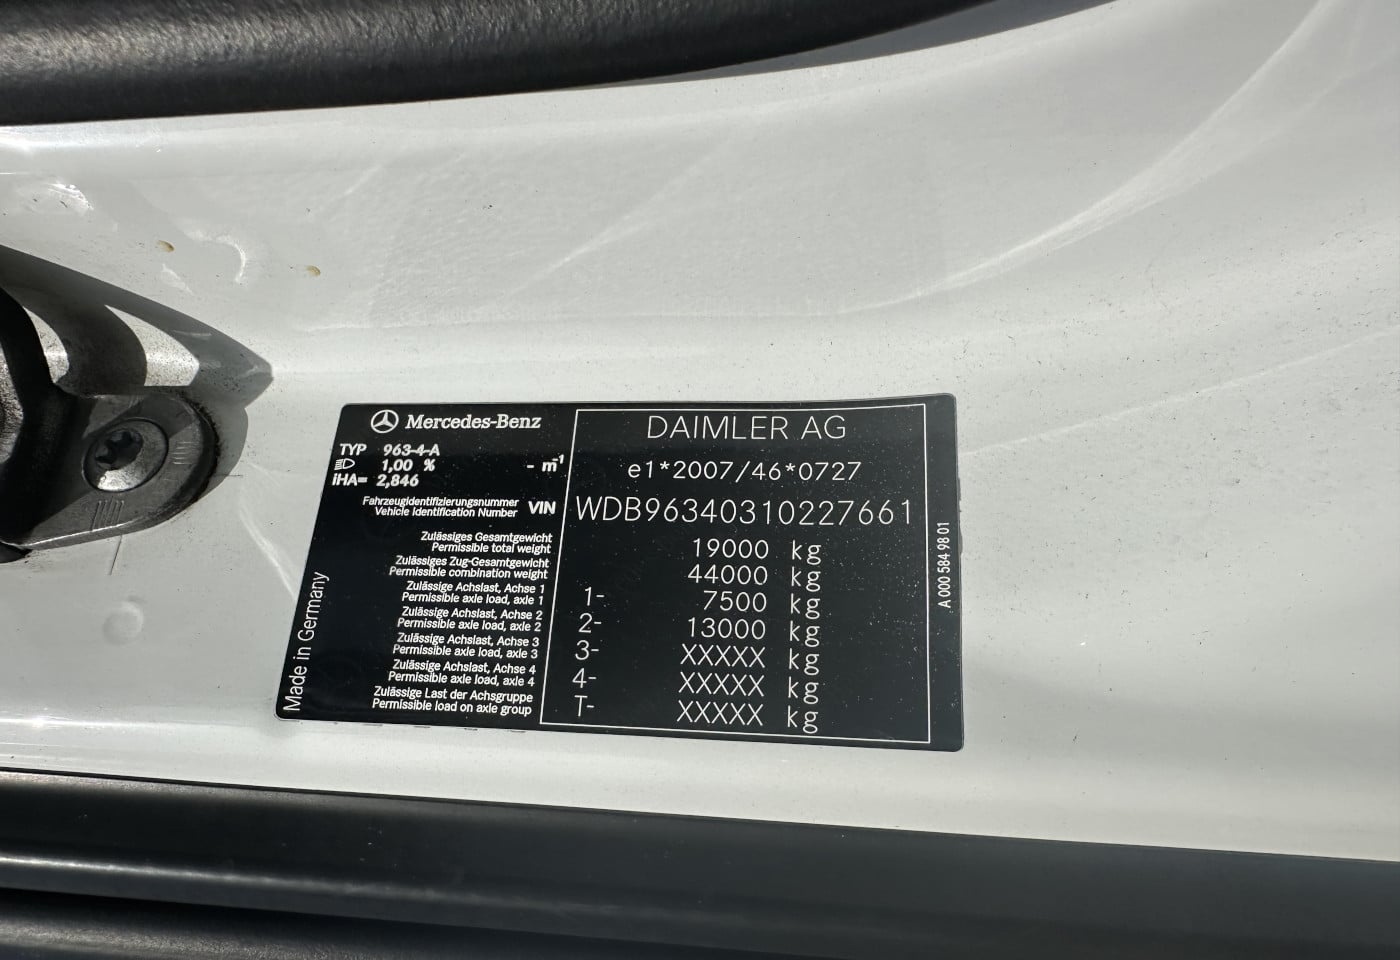 Mercedes-Benz
TYP 963-4-A
1,00 % - m⁻¹
iHA= 2,846
Fahrzeugidentifizierungsnummer
Vehicle Identification Number VIN
Zulässiges Gesamtgewicht
Permissible total weight
Zulässiges Zug-Gesamtgewicht
Permissible combination weight
Zulässige Achslast, Achse 1
Permissible axle load, axle 1
Zulässige Achslast, Achse 2
Permissible axle load, axle 2
Zulässige Achslast, Achse 3
Permissible axle load, axle 3
Zulässige Achslast, Achse 4
Permissible axle load, axle 4
Zulässige Last der Achsgruppe
Permissible load on axle group
Made in Germany
DAIMLER AG
e1*2007/46*0727
WDB96340310227661
19000 kg
44000 kg
1- 7500 kg
2- 13000 kg
3- XXXXX kg
4- XXXXX kg
T- XXXXX kg
A 000 584 98 01